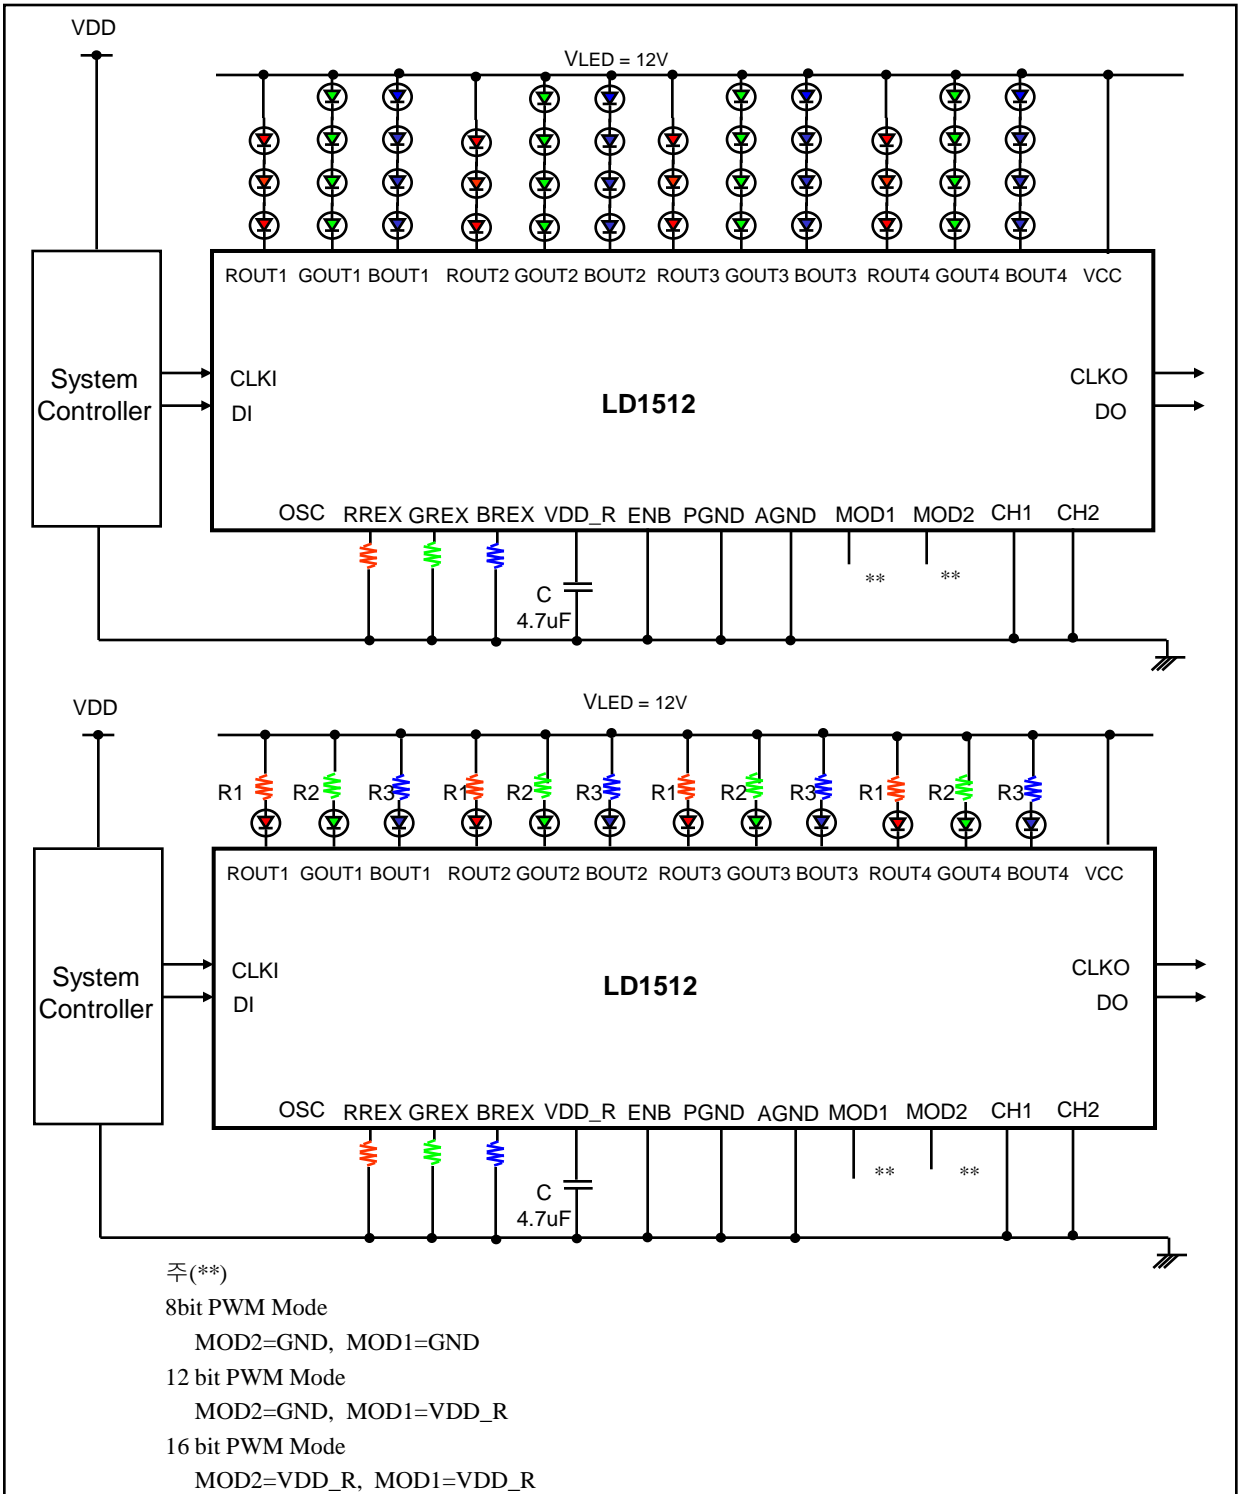 VDD
VLED = 12V
ROUT1 GOUT1 BOUT1 ROUT2 GOUT2 BOUT2 ROUT3 GOUT3 BOUT3 ROUT4 GOUT4 BOUT4 VCC
System
Controller
CLKI
DI
LD1512
CLKO
DO
OSC RREX GREX BREX VDD_R ENB PGND AGND MOD1 MOD2 CH1 CH2
** **
C
4.7uF
VDD
VLED = 12V
R1 R2 R3 R1 R2 R3 R1 R2 R3 R1 R2 R3
ROUT1 GOUT1 BOUT1 ROUT2 GOUT2 BOUT2 ROUT3 GOUT3 BOUT3 ROUT4 GOUT4 BOUT4 VCC
System
Controller
CLKI
DI
LD1512
CLKO
DO
OSC RREX GREX BREX VDD_R ENB PGND AGND MOD1 MOD2 CH1 CH2
** **
C
4.7uF
주(**)
8bit PWM Mode
MOD2=GND, MOD1=GND
12 bit PWM Mode
MOD2=GND, MOD1=VDD_R
16 bit PWM Mode
MOD2=VDD_R, MOD1=VDD_R